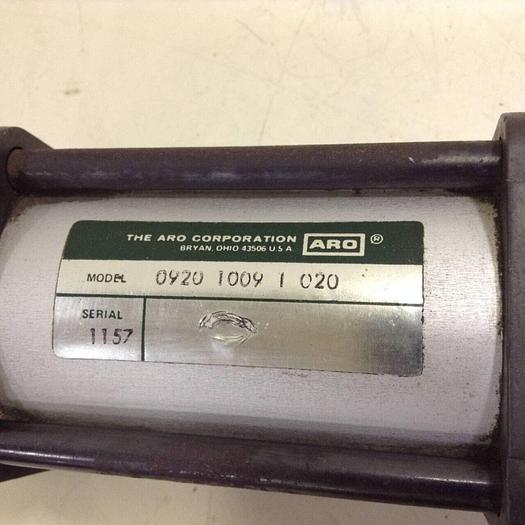 THE ARO CORPORATION ARO ®
BRYAN, OHIO 43506 U.S A
MODEL 0920 1009 1 020
SERIAL
1157